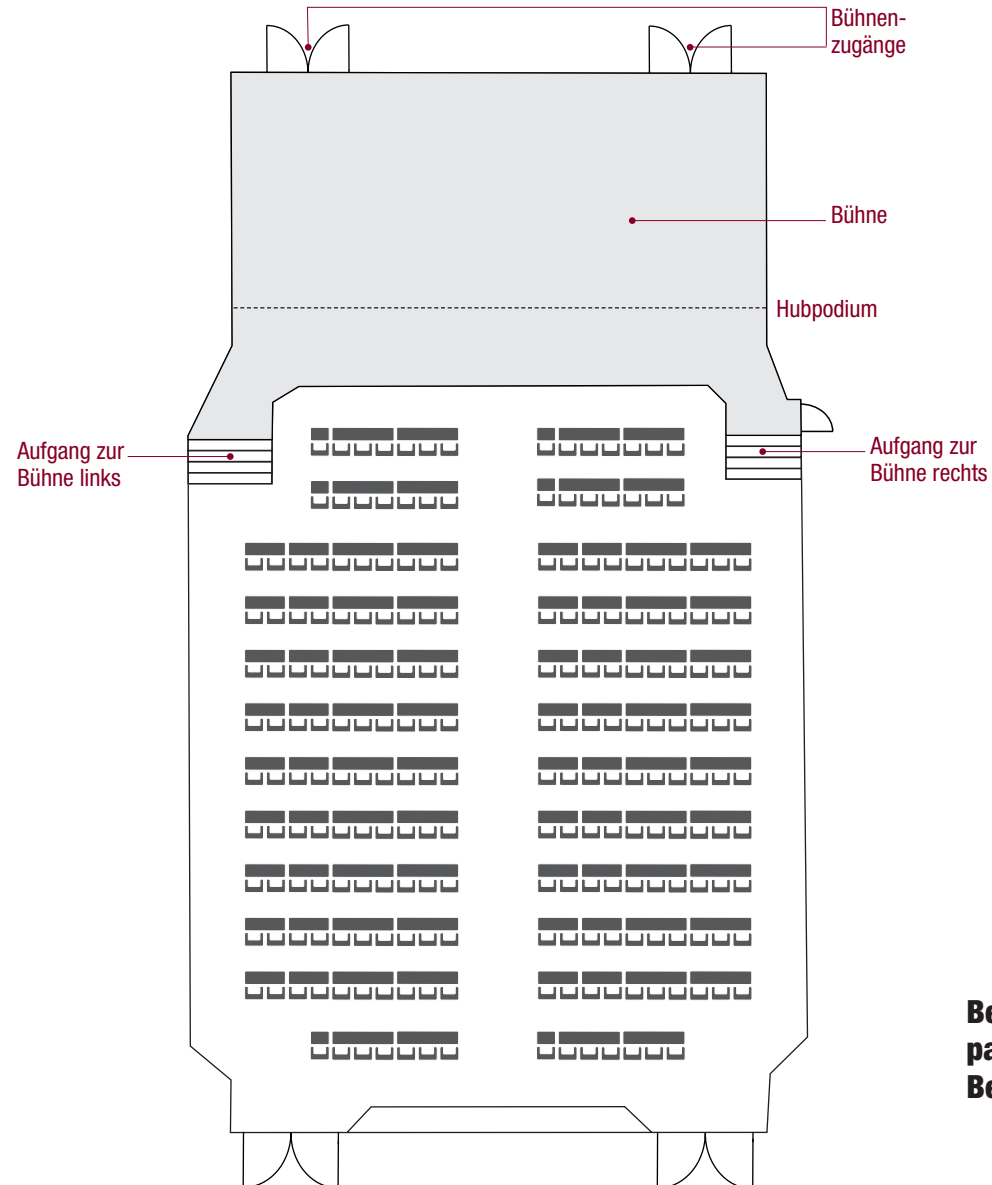 Bühnen-
zugänge
Bühne
Hubpodium
Aufgang zur
Bühne links
Aufgang zur
Bühne rechts